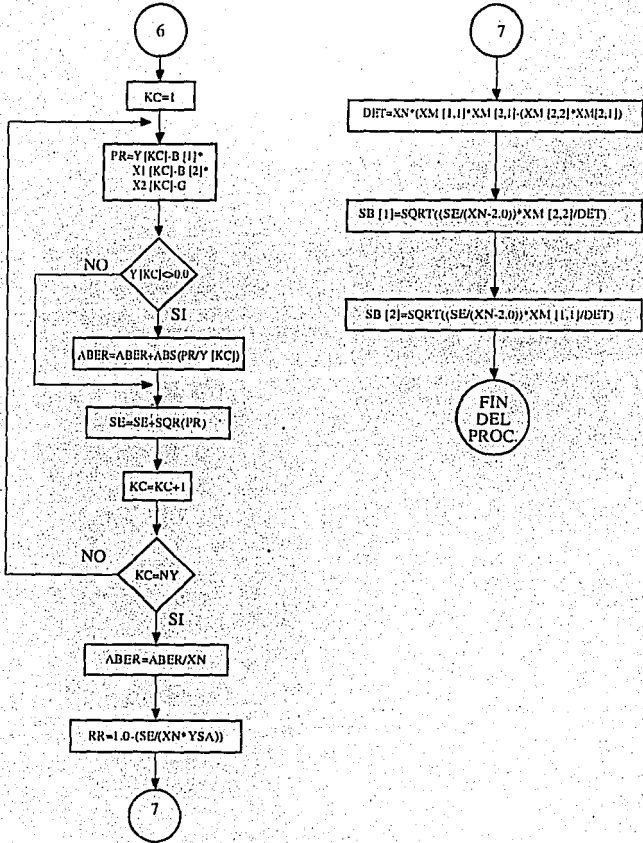 6
KC=1
PR=Y [KC]-B [1]*
X1 [KC]-B [2]*
X2 [KC]-G
Y [KC]<>0.0
NO
SI
ABER=ABER+ABS(PR/Y [KC])
SE=SE+SQR(PR)
KC=KC+1
KC=NY
NO
SI
ABER=ABER/XN
RR=1.0-(SE/(XN*YSA))
7
7
DET=XN*(XM [1,1]*XM [2,1]-(XM [2,2]*XM[2,1])
SB [1]=SQRT((SE/(XN-2.0))*XM [2,2]/DET)
SB [2]=SQRT((SE/(XN-2.0))*XM [1,1]/DET)
FIN
DEL
PROC.